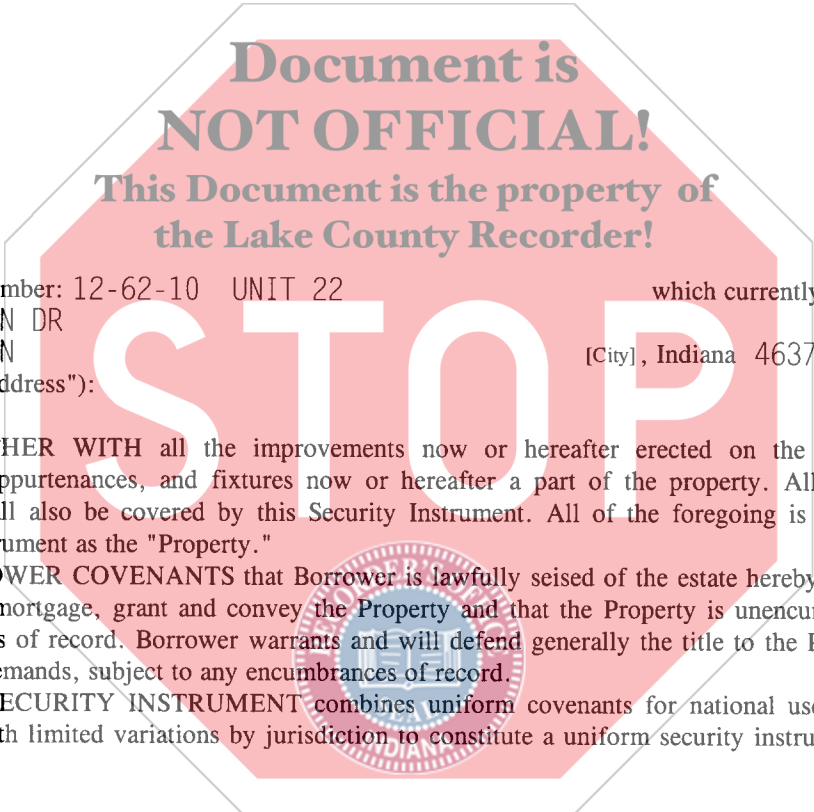 Document is
NOT OFFICIAL!
This Document is the property of
the Lake County Recorder!
mber: 12-62-10 UNIT 22 which currently
N DR
N [City], Indiana 4637
ddress"):
STOP
HER WITH all the improvements now or hereafter erected on the
ppurtenances, and fixtures now or hereafter a part of the property. All
ll also be covered by this Security Instrument. All of the foregoing is
ument as the "Property."
OWER COVENANTS that Borrower is lawfully seised of the estate hereby
mortgage, grant and convey the Property and that the Property is unencu
s of record. Borrower warrants and will defend generally the title to the
emands, subject to any encumbrances of record.
ECURITY INSTRUMENT combines uniform covenants for national use
th limited variations by jurisdiction to constitute a uniform security instru
RECORDER'S OFFICE
SEAL
INDIANA